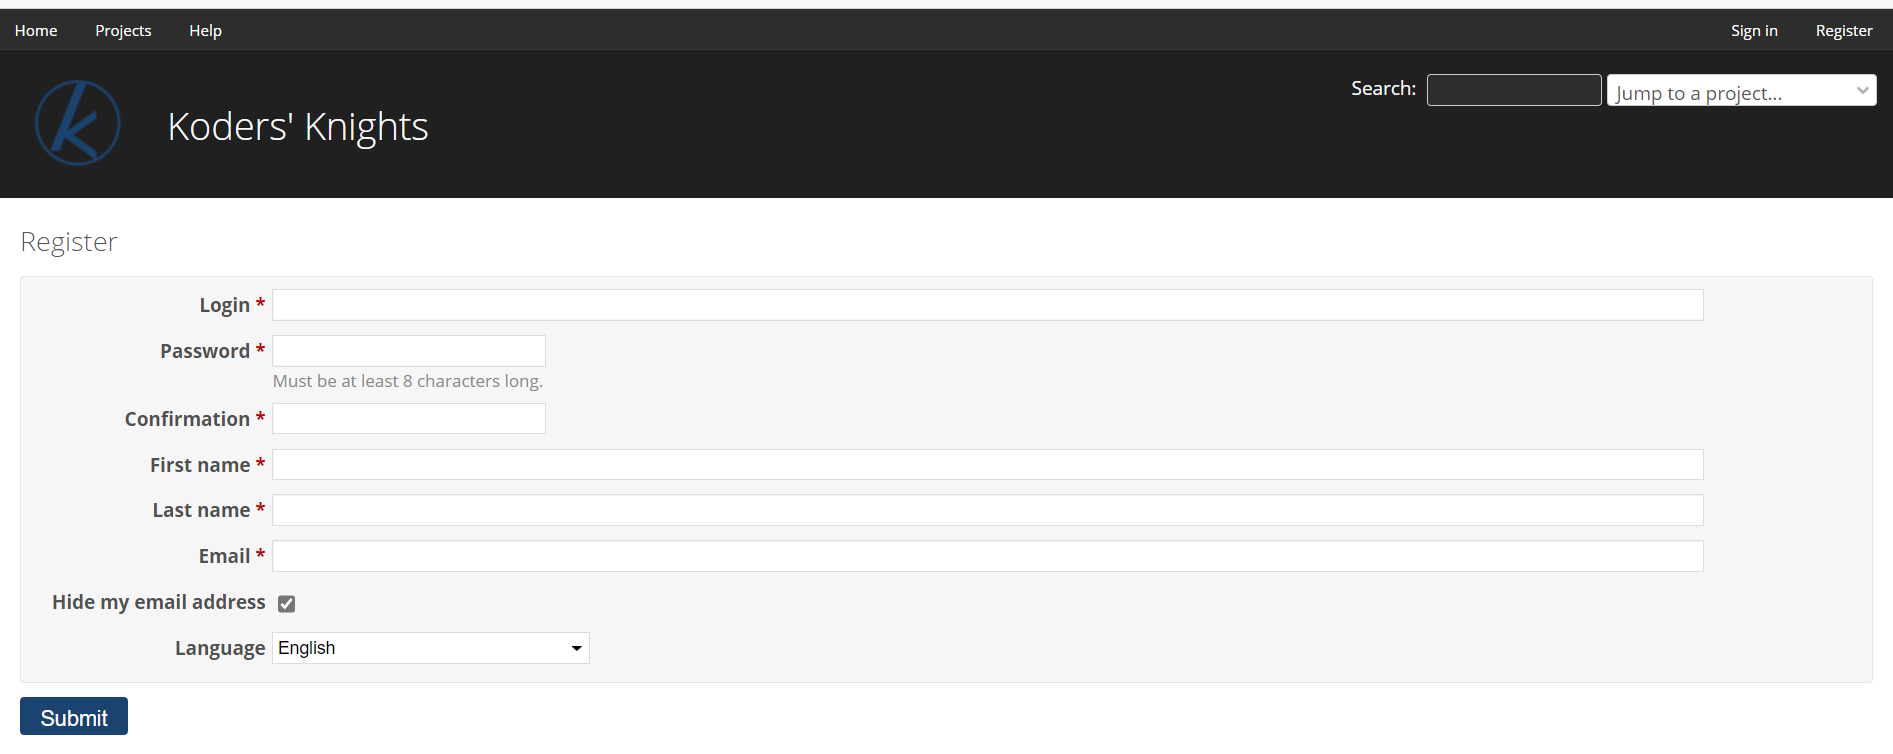 Home Projects Help Sign in Register
Search: Jump to a project...
k
Koders' Knights
Register
Login *
Password *
Must be at least 8 characters long.
Confirmation *
First name *
Last name *
Email *
Hide my email address
Language English
Submit